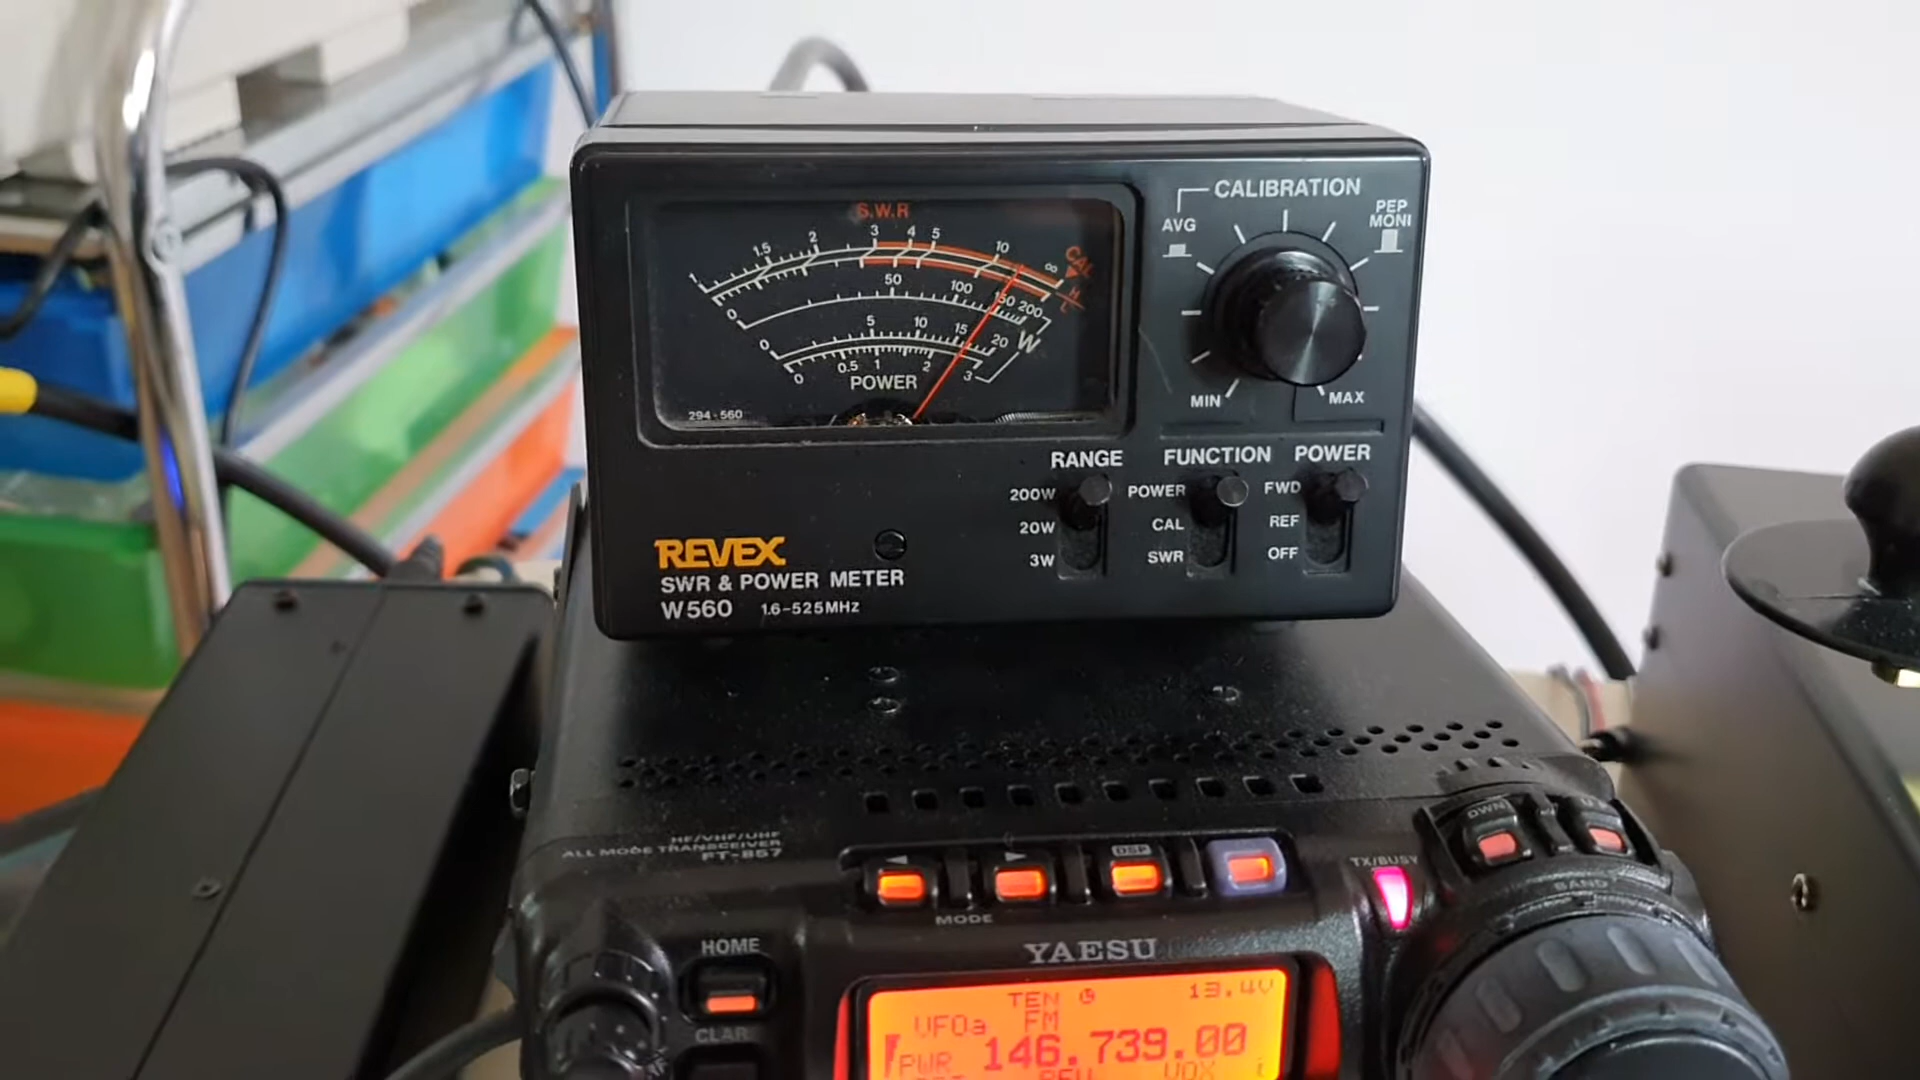 S.W.R
1 1.5 2 3 4 5 10 ∞ CAL
H
L
0 50 100 150 200
0 5 10 15 20 W
0 0.5 1 2 3
POWER
294-560
CALIBRATION
AVG
PEP
MONI
MIN
MAX
RANGE FUNCTION POWER
200W POWER FWD
20W CAL REF
3W SWR OFF
REVEX
SWR & POWER METER
W560 1.6-525MHz
HF/VHF/UHF
ALL MODE TRANSCEIVER
FT-857
DSP
MODE
TX/BUSY
DWN
BAND
HOME
YAESU
CLAR
TEN 13.4V
VFOa FM
PWR 146.739.00
VOX